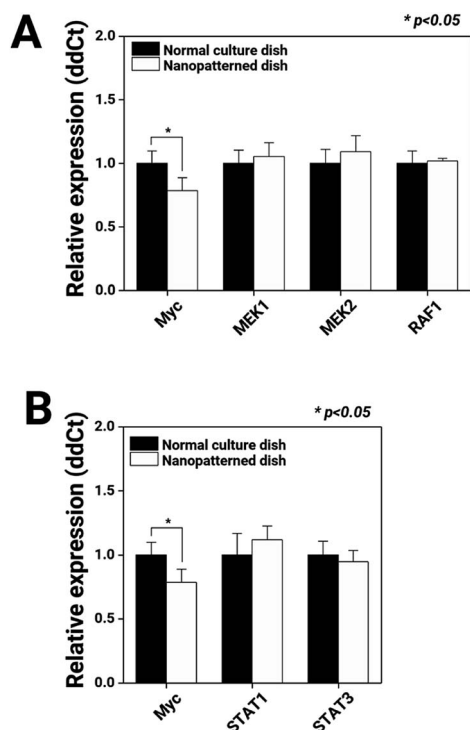 A
* p<0.05
Relative expression (ddCt)
2.0
1.5
1.0
0.5
0.0
Normal culture dish
Nanopatterned dish
*
Myc
MEK1
MEK2
RAF1
B
* p<0.05
Relative expression (ddCt)
2.0
1.5
1.0
0.5
0.0
Normal culture dish
Nanopatterned dish
*
Myc
STAT1
STAT3